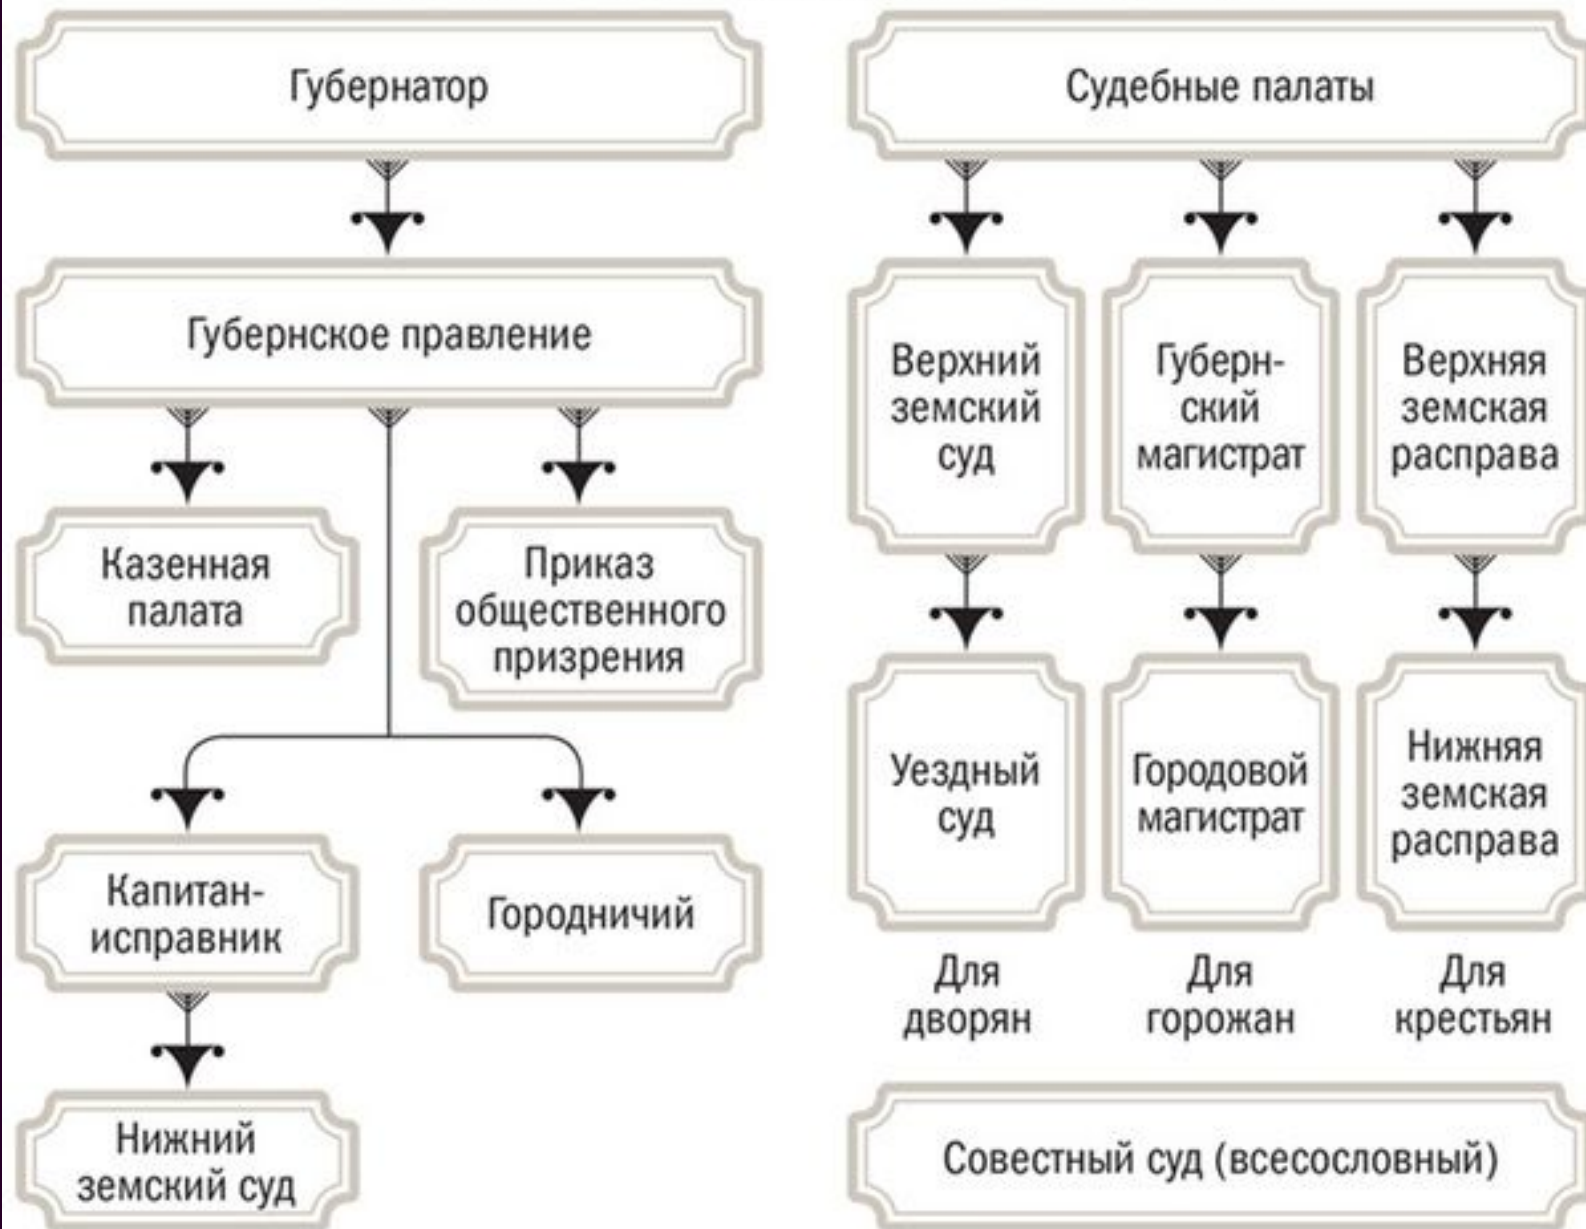 Губернатор
Губернское правление
Казенная
палата
Приказ
общественного
призрения
Капитан-
исправник
Городничий
Нижний
земский суд
Судебные палаты
Верхний
земский
суд
Губерн-
ский
магистрат
Верхняя
земская
расправа
Уездный
суд
Городовой
магистрат
Нижняя
земская
расправа
Для
дворян
Для
горожан
Для
крестьян
Совестный суд (всесословный)